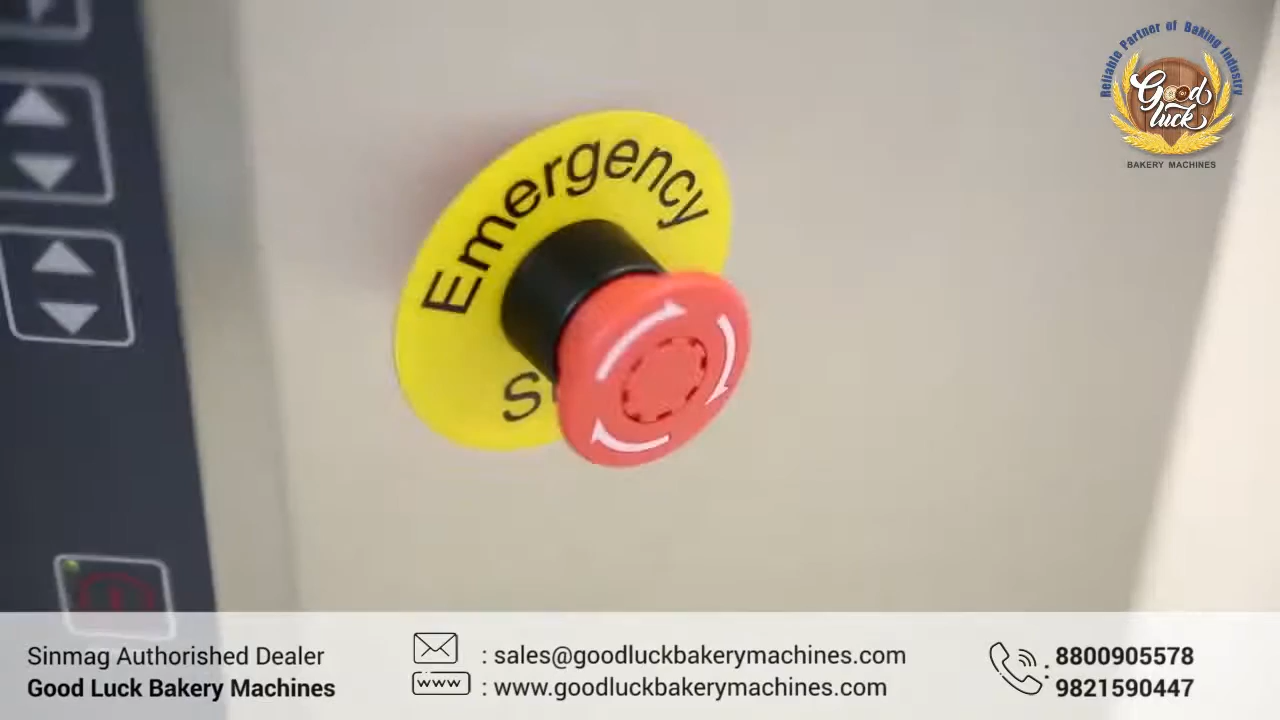 Reliable Partner of Baking Industry
Good
luck
BAKERY MACHINES
Emergency
Sinmag Authorished Dealer
Good Luck Bakery Machines
: sales@goodluckbakerymachines.com
www : www.goodluckbakerymachines.com
: 8800905578
9821590447